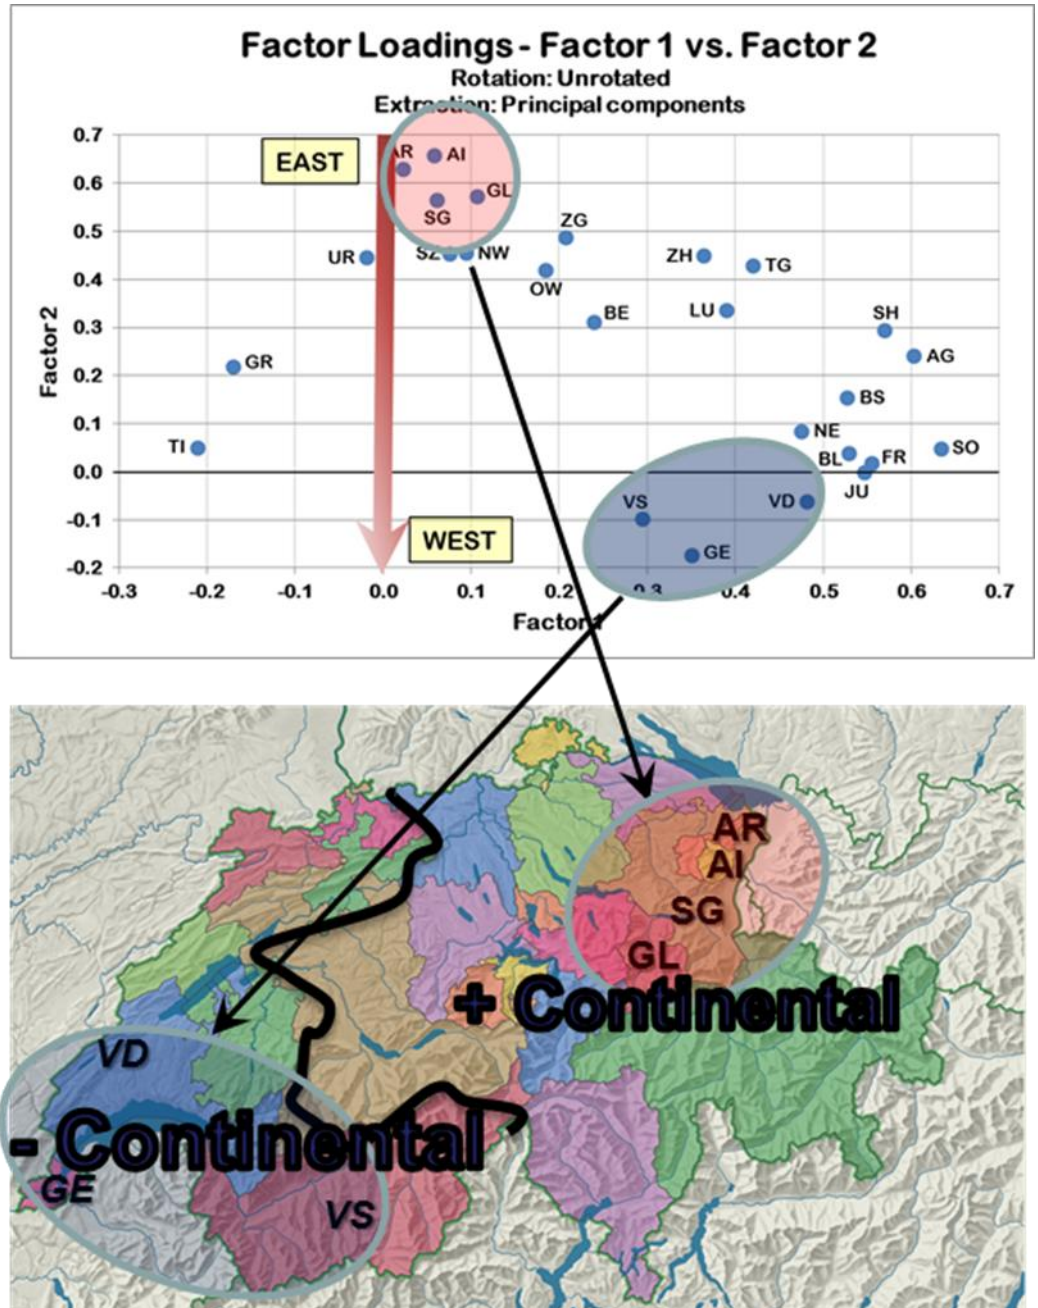 Factor Loadings - Factor 1 vs. Factor 2
Rotation: Unrotated
Extraction: Principal components
0.7
EAST
AR
AI
0.6
GL
SG
ZG
0.5
UR
SZ
NW
ZH
TG
0.4
OW
BE
LU
SH
0.3
AG
GR
0.2
BS
0.1
NE
TI
BL
FR
SO
0.0
JU
VS
VD
-0.1
WEST
GE
-0.2
-0.3
-0.2
-0.1
0.0
0.1
0.2
0.3
0.4
0.5
0.6
0.7
Factor 2
Factor 1
AR
AI
SG
GL
+ Continental
VD
- Continental
GE
VS